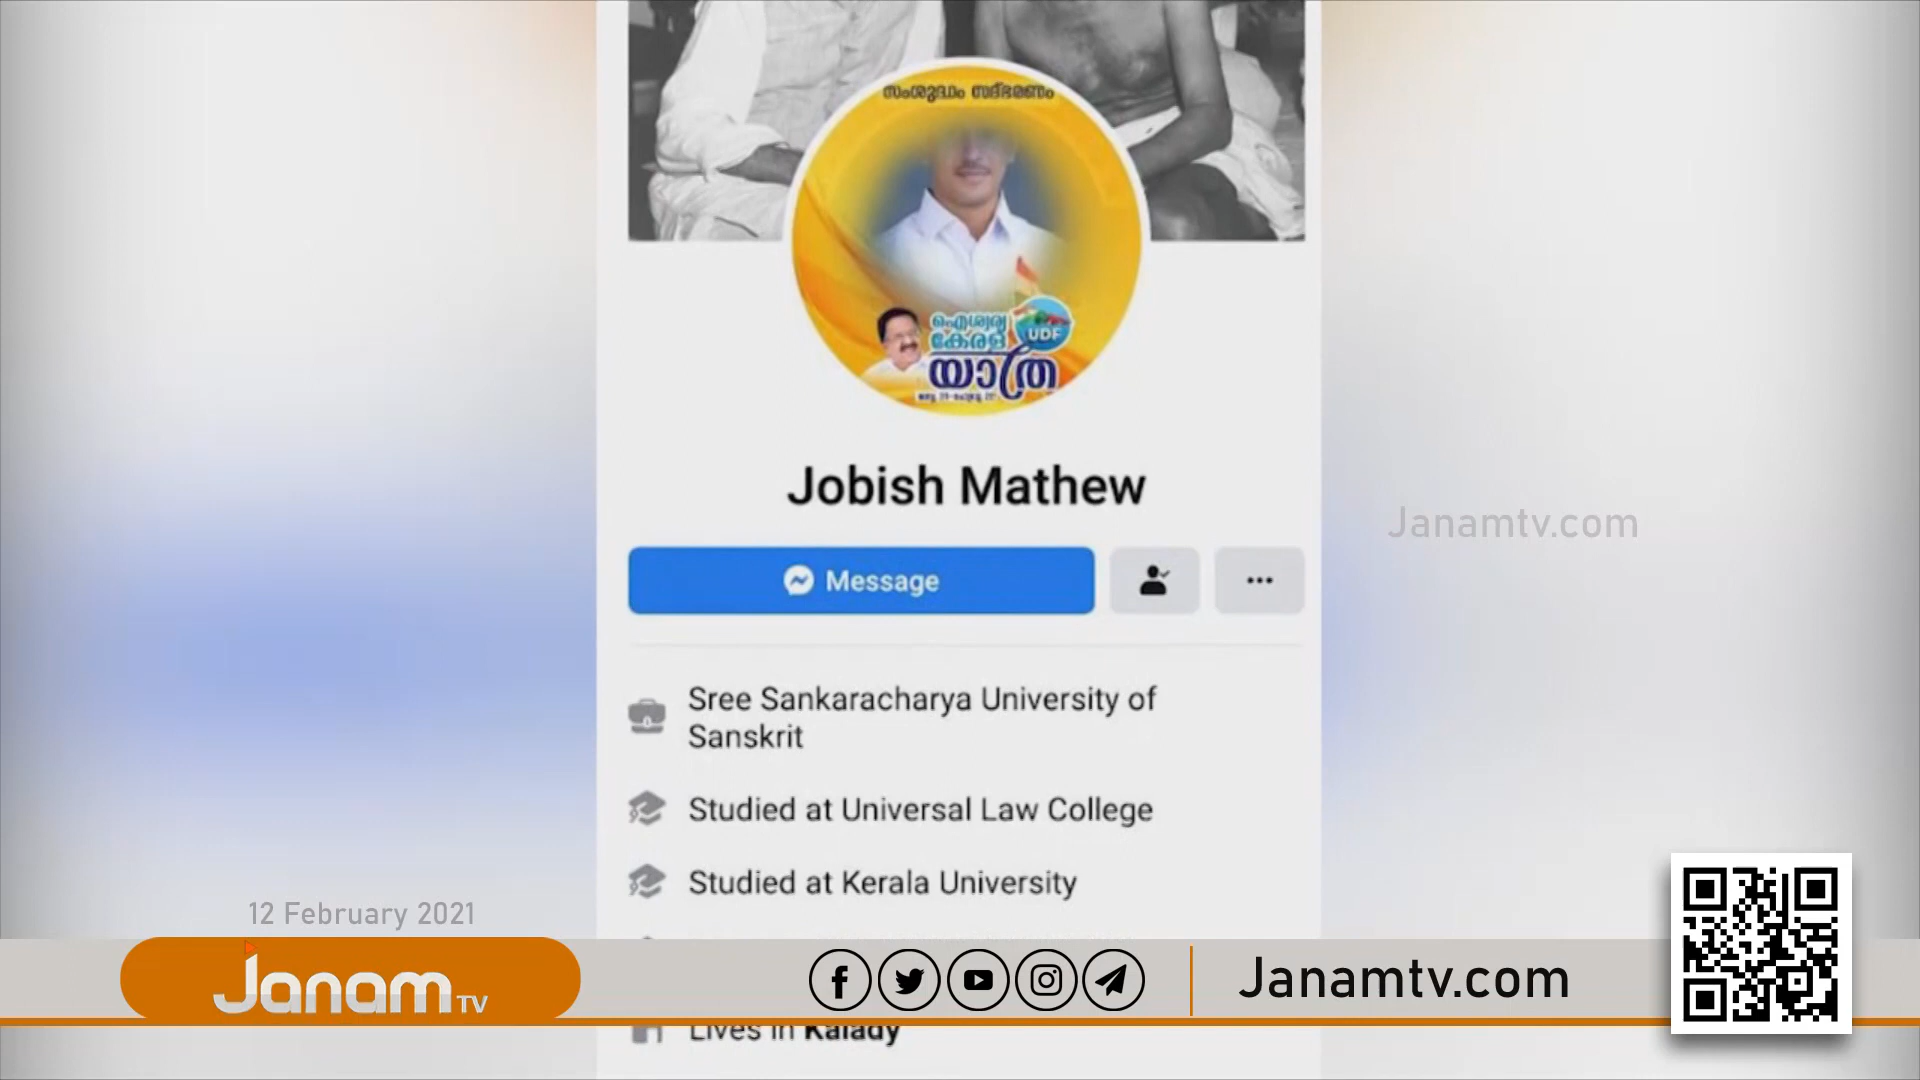 സംശുദ്ധം സദ്ഭരണം
ഐശ്വര്യ
കേരള
UDF
യാത്ര
Jobish Mathew
Message
Janamtv.com
Sree Sankaracharya University of
Sanskrit
Studied at Universal Law College
Studied at Kerala University
12 February 2021
Janam TV
Janamtv.com
Lives in Kalady